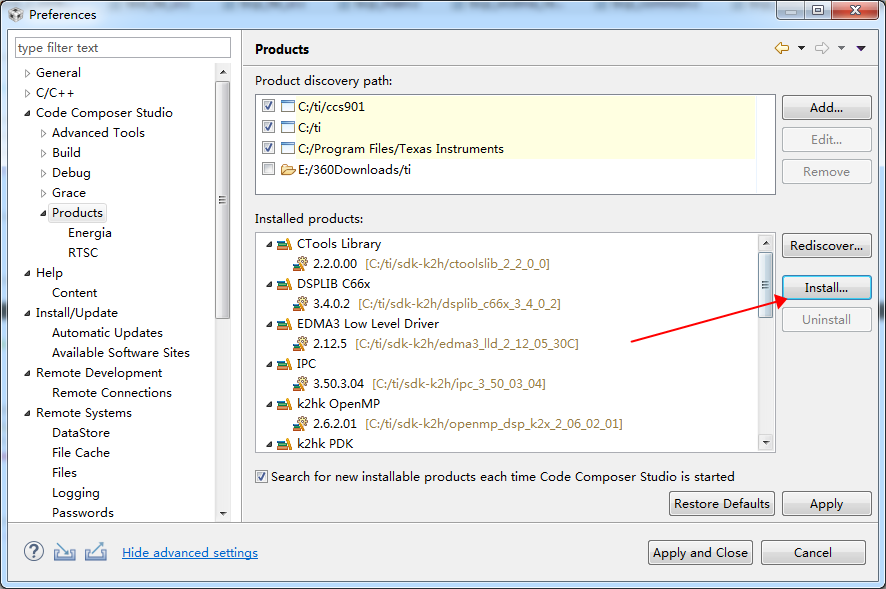 Preferences
type filter text
General
C/C++
Code Composer Studio
Advanced Tools
Build
Debug
Grace
Products
Energia
RTSC
Help
Content
Install/Update
Automatic Updates
Available Software Sites
Remote Development
Remote Connections
Remote Systems
DataStore
File Cache
Files
Logging
Passwords
Products
Product discovery path:
C:/ti/ccs901
C:/ti
C:/Program Files/Texas Instruments
E:/360Downloads/ti
Add...
Edit...
Remove
Installed products:
CTools Library
2.2.0.00 [C:/ti/sdk-k2h/ctoolslib_2_2_0_0]
DSPLIB C66x
3.4.0.2 [C:/ti/sdk-k2h/dsplib_c66x_3_4_0_2]
EDMA3 Low Level Driver
2.12.5 [C:/ti/sdk-k2h/edma3_lld_2_12_05_30C]
IPC
3.50.3.04 [C:/ti/sdk-k2h/ipc_3_50_03_04]
k2hk OpenMP
2.6.2.01 [C:/ti/sdk-k2h/openmp_dsp_k2x_2_06_02_01]
k2hk PDK
Rediscover...
Install...
Uninstall
Search for new installable products each time Code Composer Studio is started
Restore Defaults
Apply
Hide advanced settings
Apply and Close
Cancel